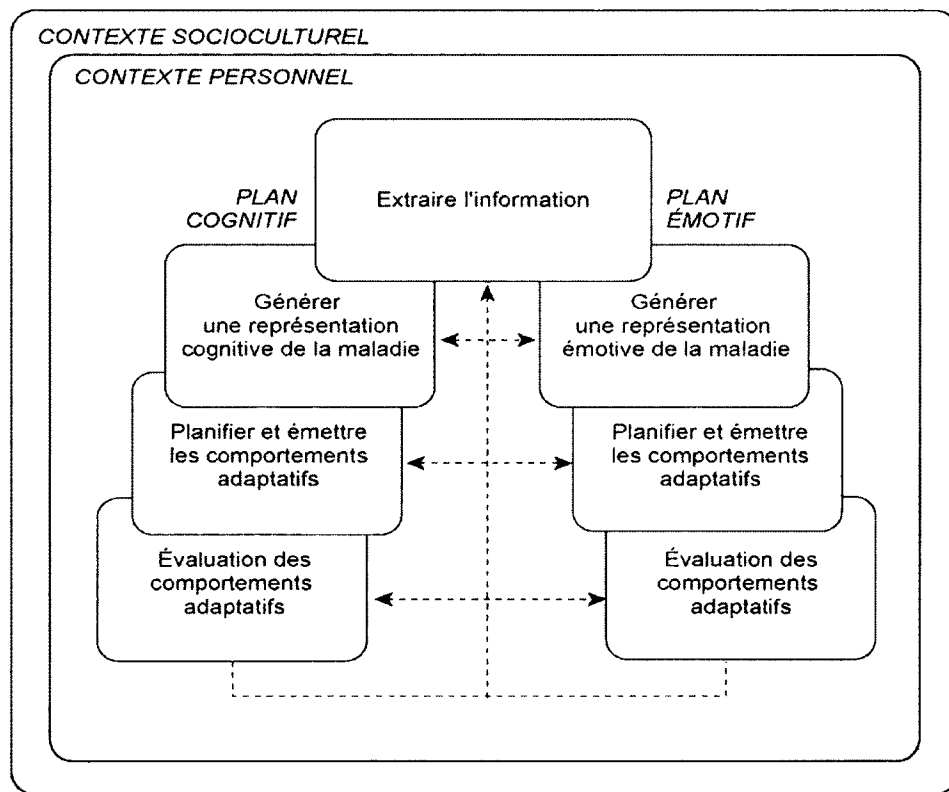 CONTEXTE SOCIOCULTUREL
CONTEXTE PERSONNEL
Extraire l'information
PLAN
COGNITIF
PLAN
ÉMOTIF
Générer
une représentation
cognitive de la maladie
Générer
une représentation
émotive de la maladie
Planifier et émettre
les comportements
adaptatifs
Planifier et émettre
les comportements
adaptatifs
Évaluation des
comportements
adaptatifs
Évaluation des
comportements
adaptatifs